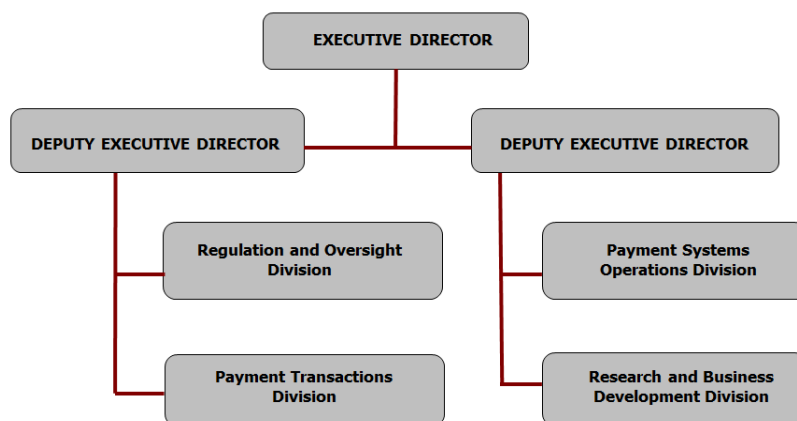 EXECUTIVE DIRECTOR
DEPUTY EXECUTIVE DIRECTOR
DEPUTY EXECUTIVE DIRECTOR
Regulation and Oversight
Division
Payment Systems
Operations Division
Payment Transactions
Division
Research and Business
Development Division